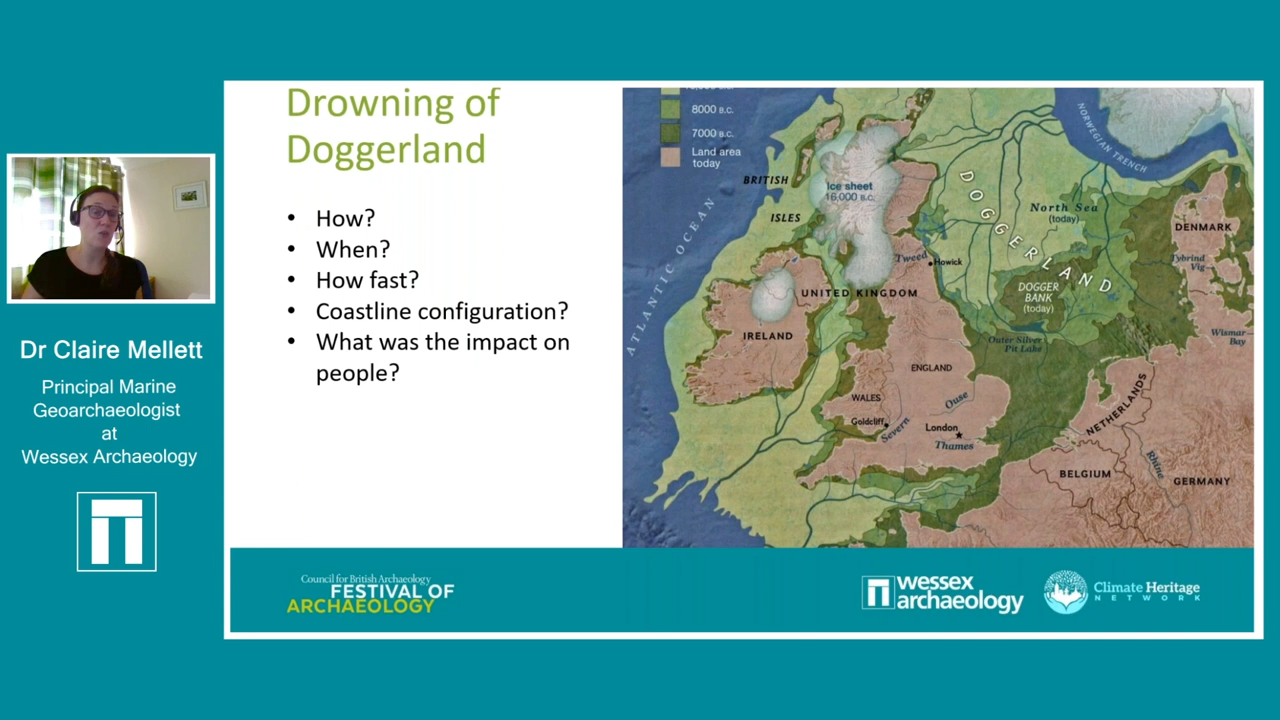 Dr Claire Mellett
Principal Marine
Geoarchaeologist
at
Wessex Archaeology
Drowning of
Doggerland
• How?
• When?
• How fast?
• Coastline configuration?
• What was the impact on
people?
8000 B.C.
7000 B.C.
Land area
today
BRITISH
ISLES
ATLANTIC OCEAN
Ice sheet
16,000 B.C.
NORWEGIAN TRENCH
DOGGERLAND
North Sea
(today)
DENMARK
Tybrind
Vig
Tweed
Howick
DOGGER
BANK
(today)
UNITED KINGDOM
IRELAND
Outer Silver
Pit Lake
Wismar
Bay
ENGLAND
WALES
Ouse
Goldcliff
Severn
London
Thames
NETHERLANDS
BELGIUM
Rhine
GERMANY
Council for British Archaeology
FESTIVAL OF
ARCHAEOLOGY
wessex
archaeology
Climate Heritage
NETWORK